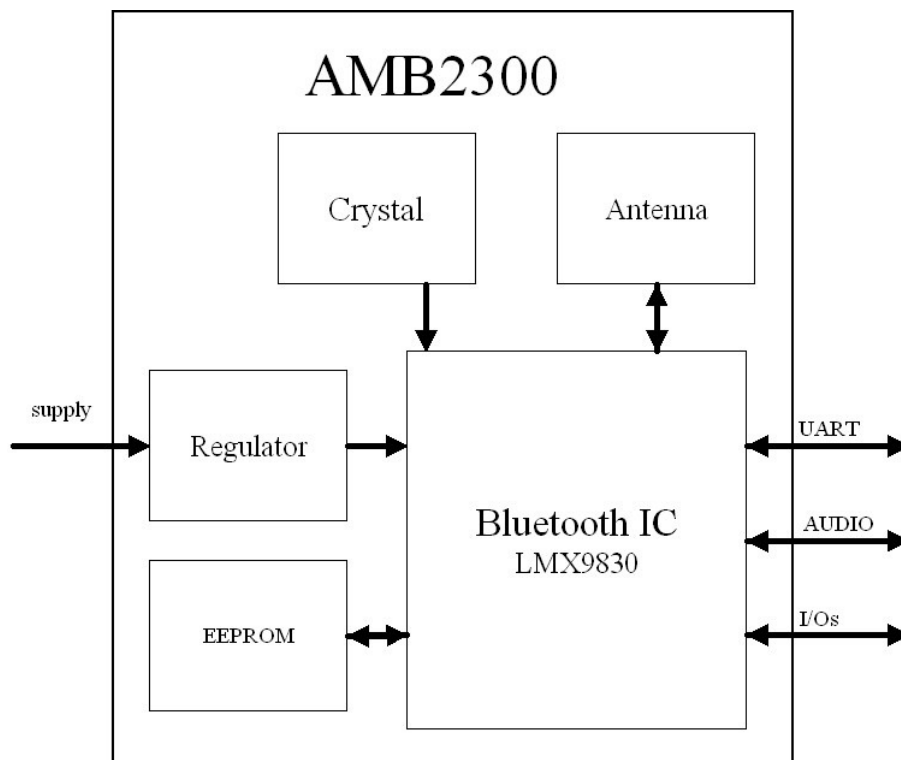 AMB2300
Crystal
Antenna
supply
Regulator
UART
Bluetooth IC
LMX9830
AUDIO
EEPROM
I/Os